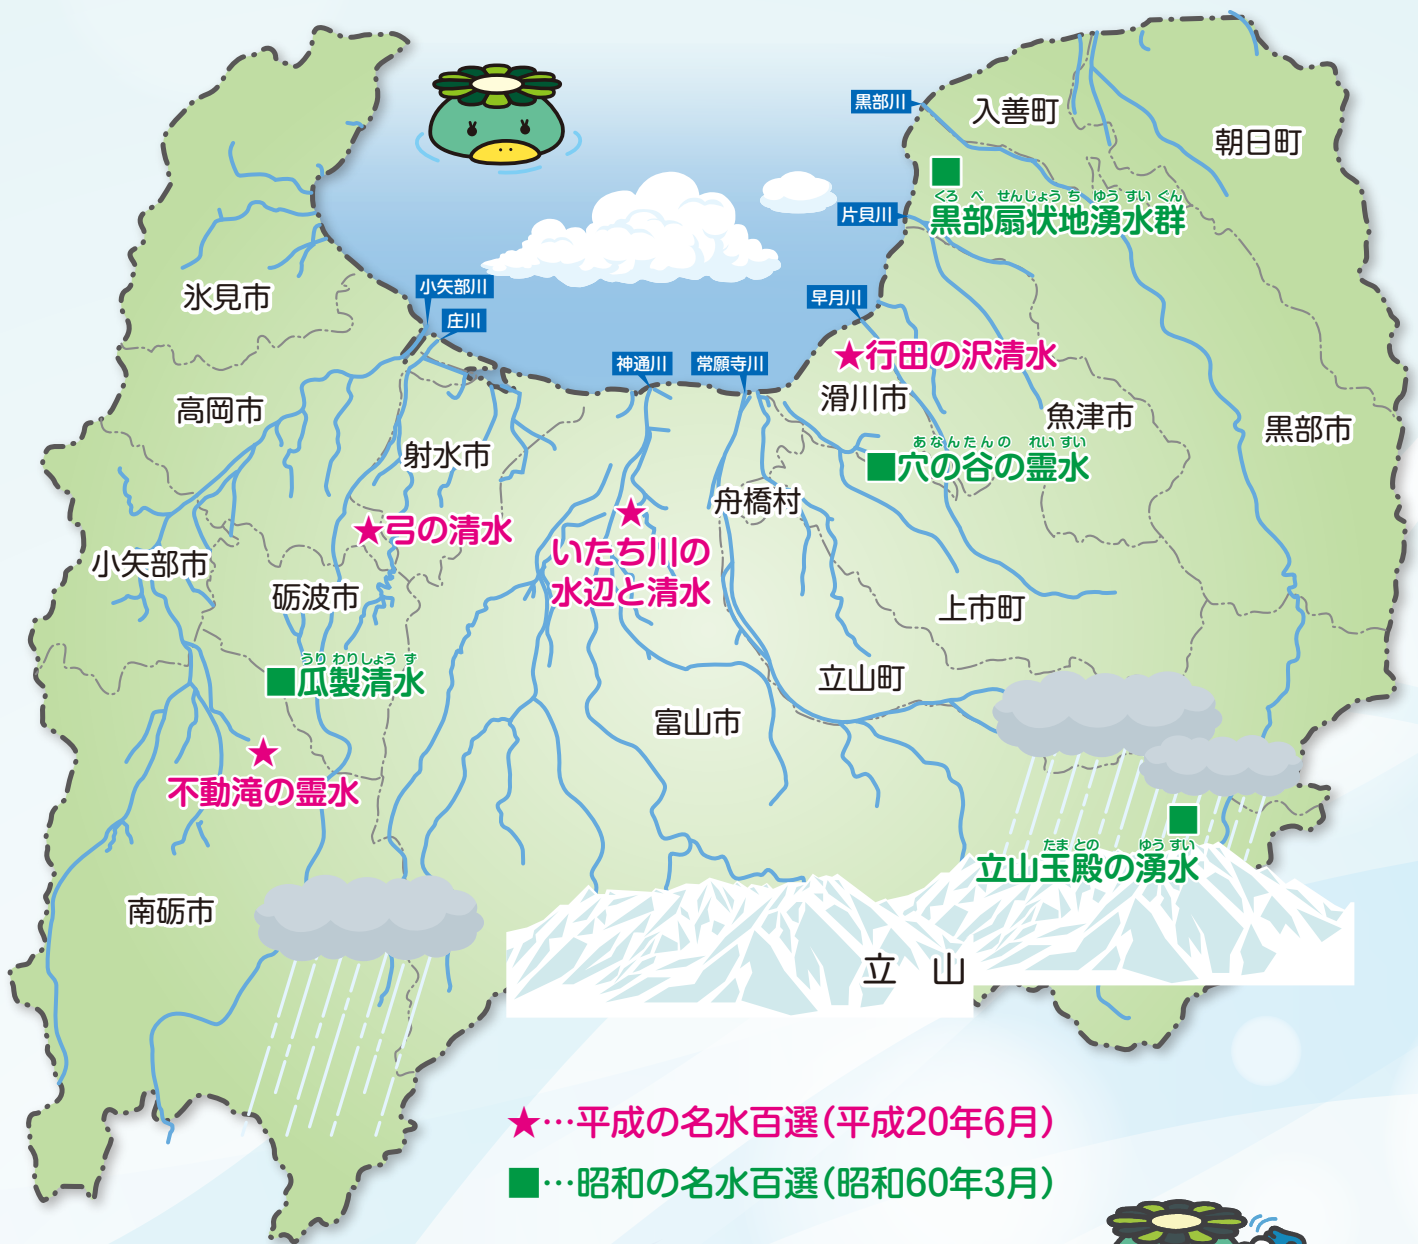 黒部川
入善町
朝日町
くろべせんじょうちゆうすいぐん
■黒部扇状地湧水群
片貝川
氷見市
小矢部川
庄川
早月川
神通川
常願寺川
★行田の沢清水
滑川市
魚津市
高岡市
黒部市
射水市
あなんたんの れいすい
■穴の谷の霊水
舟橋村
★弓の清水
★
いたち川の
水辺と清水
小矢部市
砺波市
上市町
うりわりしょうず
■瓜製清水
立山町
富山市
★
不動滝の霊水
たまとの ゆうすい
■立山玉殿の湧水
南砺市
立 山
★…平成の名水百選(平成20年6月)
■…昭和の名水百選(昭和60年3月)